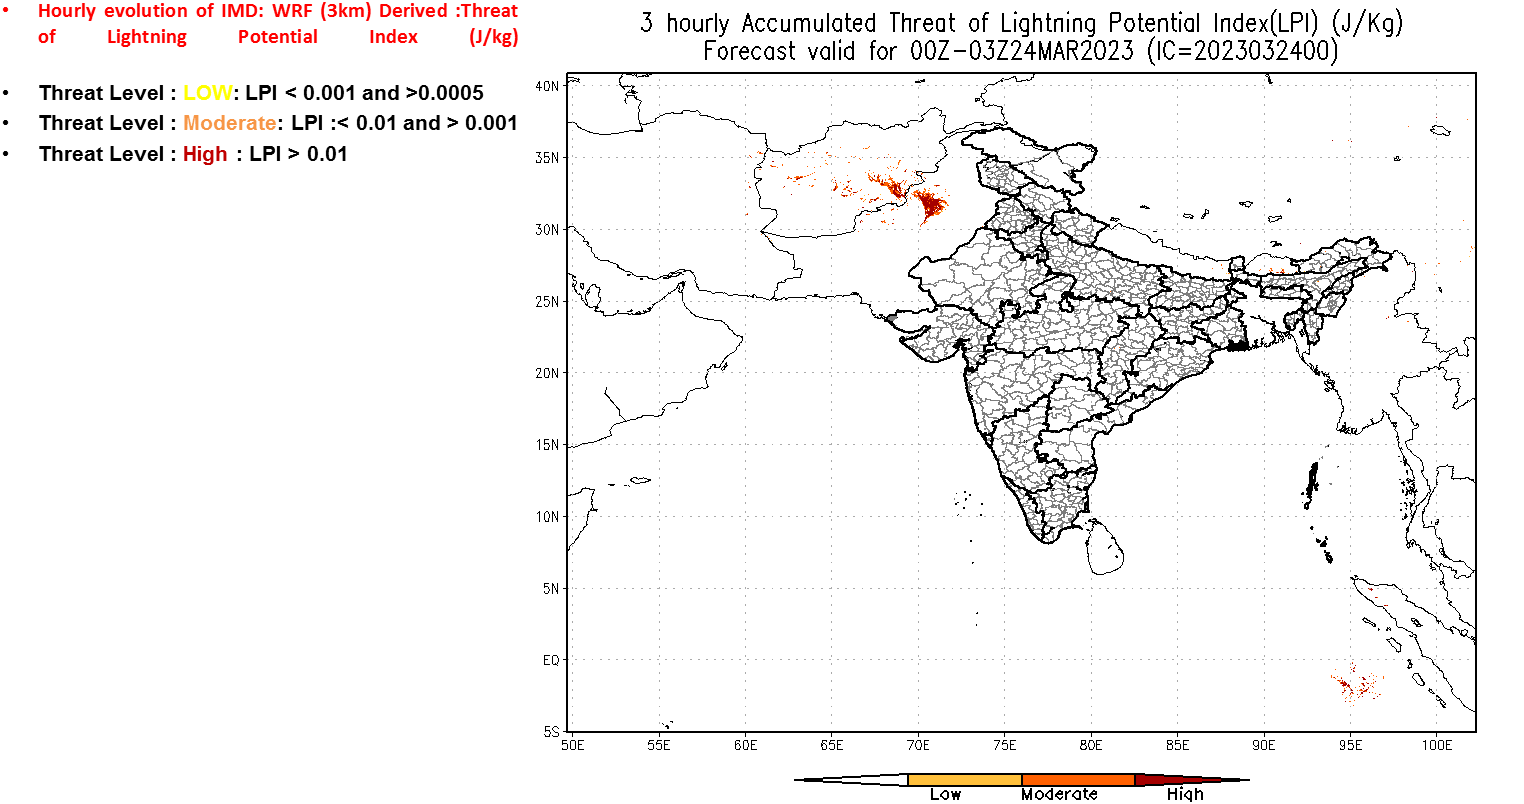 • Hourly evolution of IMD: WRF (3km) Derived :Threat
of Lightning Potential Index (J/kg)
• Threat Level : LOW: LPI < 0.001 and >0.0005
• Threat Level : Moderate: LPI :< 0.01 and > 0.001
• Threat Level : High : LPI > 0.01
3 hourly Accumulated Threat of Lightning Potential Index(LPI) (J/Kg)
Forecast valid for 00Z-03Z24MAR2023 (IC=2023032400)
40N
35N
30N
25N
20N
15N
10N
5N
EQ
5S
50E 55E 60E 65E 70E 75E 80E 85E 90E 95E 100E
Low Moderate High